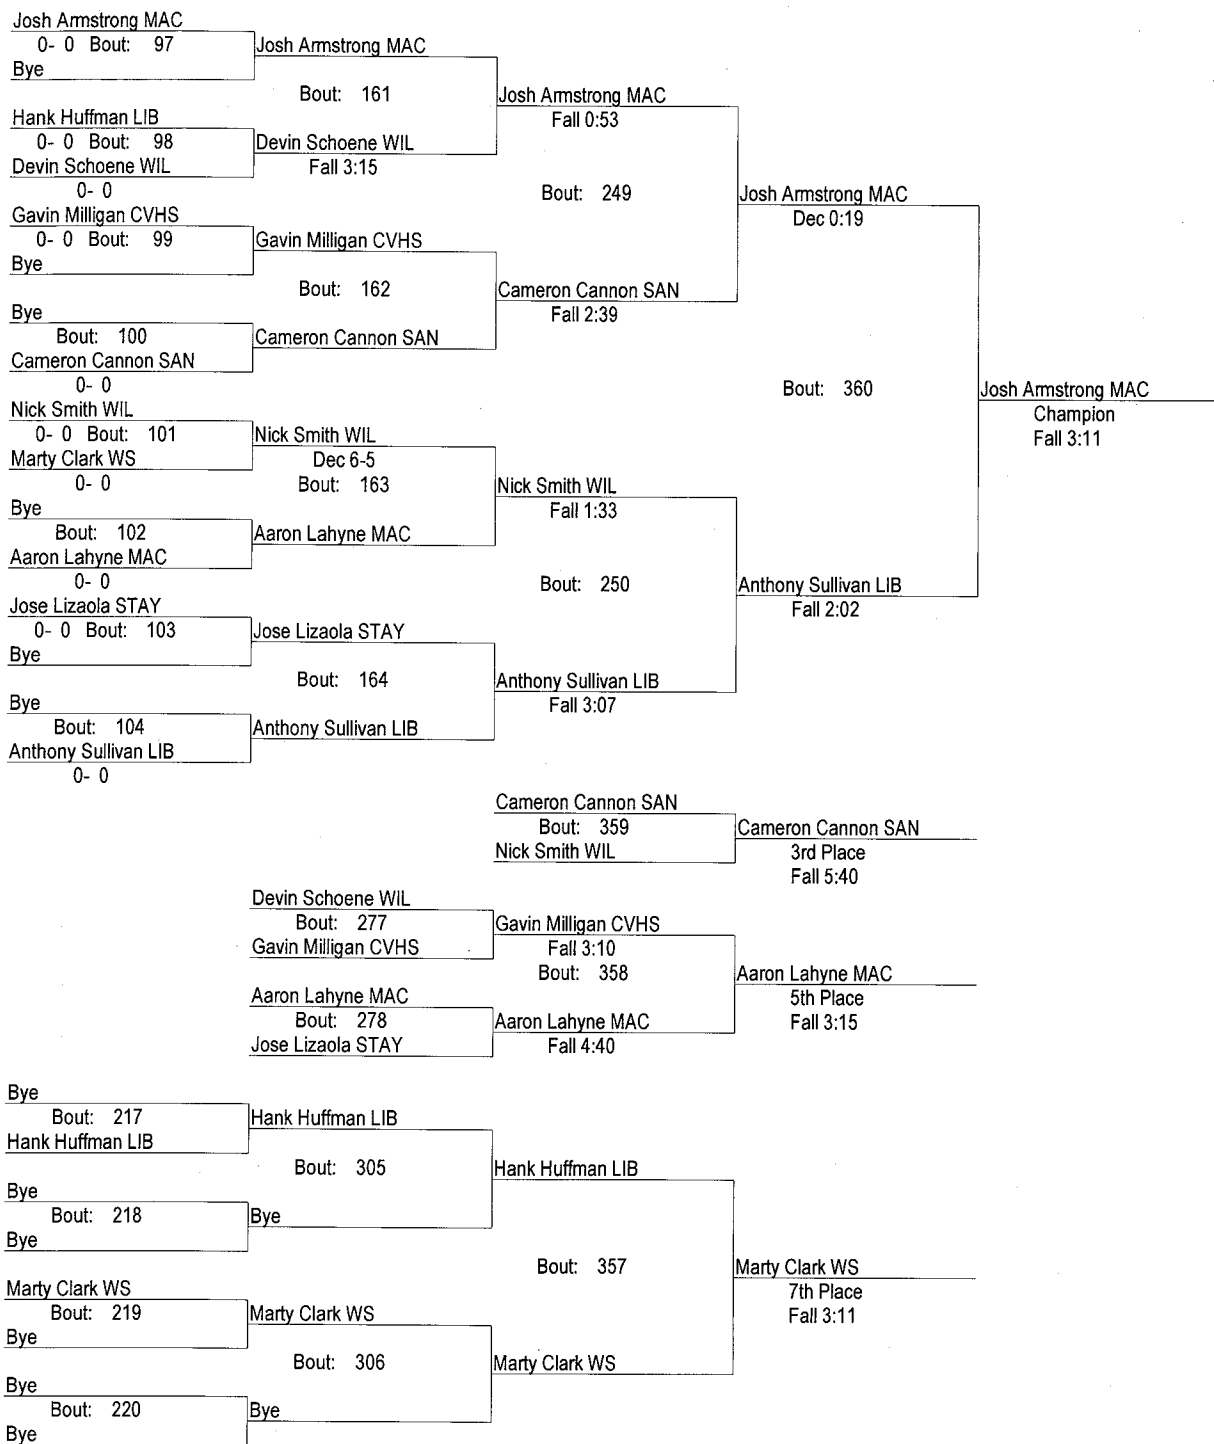 Josh Armstrong MAC
0- 0 Bout: 97
Bye
Josh Armstrong MAC
Bout: 161
Hank Huffman LIB
0- 0 Bout: 98
Devin Schoene WIL
0- 0
Devin Schoene WIL
Fall 3:15
Josh Armstrong MAC
Fall 0:53
Bout: 249
Gavin Milligan CVHS
0- 0 Bout: 99
Bye
Gavin Milligan CVHS
Bout: 162
Bye
Bout: 100
Cameron Cannon SAN
0- 0
Cameron Cannon SAN
Cameron Cannon SAN
Fall 2:39
Josh Armstrong MAC
Dec 0:19
Bout: 360
Josh Armstrong MAC
Champion
Fall 3:11
Nick Smith WIL
0- 0 Bout: 101
Marty Clark WS
0- 0
Nick Smith WIL
Dec 6-5
Bout: 163
Bye
Bout: 102
Aaron Lahyne MAC
0- 0
Aaron Lahyne MAC
Nick Smith WIL
Fall 1:33
Bout: 250
Jose Lizaola STAY
0- 0 Bout: 103
Bye
Jose Lizaola STAY
Bout: 164
Bye
Bout: 104
Anthony Sullivan LIB
0- 0
Anthony Sullivan LIB
Anthony Sullivan LIB
Fall 3:07
Anthony Sullivan LIB
Fall 2:02
Cameron Cannon SAN
Bout: 359
Nick Smith WIL
Cameron Cannon SAN
3rd Place
Fall 5:40
Devin Schoene WIL
Bout: 277
Gavin Milligan CVHS
Gavin Milligan CVHS
Fall 3:10
Bout: 358
Aaron Lahyne MAC
Bout: 278
Jose Lizaola STAY
Aaron Lahyne MAC
Fall 4:40
Aaron Lahyne MAC
5th Place
Fall 3:15
Bye
Bout: 217
Hank Huffman LIB
Hank Huffman LIB
Bout: 305
Bye
Bout: 218
Bye
Bye
Hank Huffman LIB
Bout: 357
Marty Clark WS
Bout: 219
Bye
Marty Clark WS
Bout: 306
Bye
Bout: 220
Bye
Bye
Marty Clark WS
Marty Clark WS
7th Place
Fall 3:11